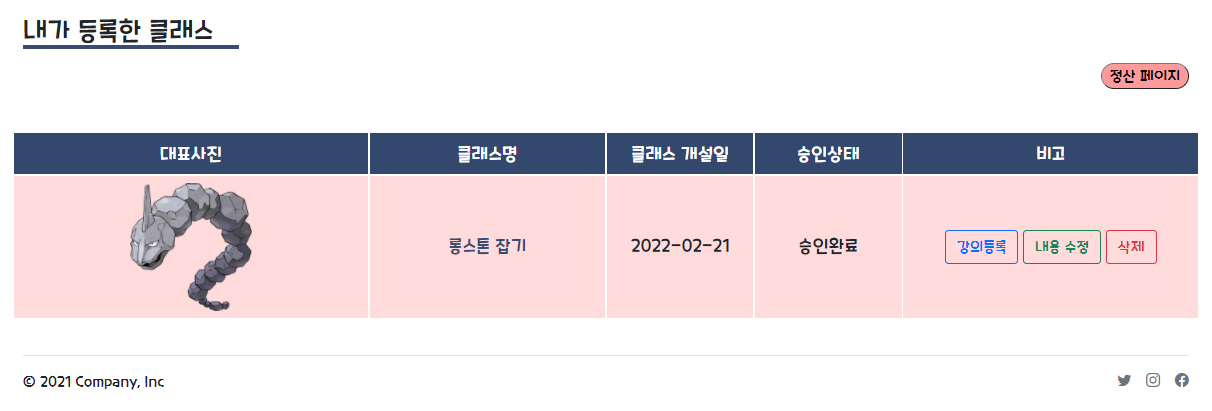 내가 등록한 클래스
정산 페이지
대표사진 클래스명 클래스 개설일 승인상태 비고
롱스톤 잡기 2022-02-21 승인완료 강의등록 내용 수정 삭제
© 2021 Company, Inc